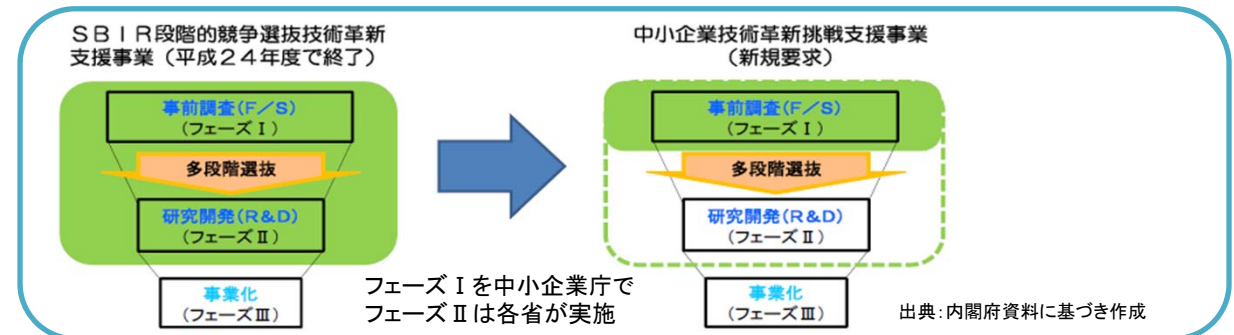 SBIR段階的競争選抜技術革新
支援事業(平成24年度で終了)
事前調査(F/S)
(フェーズⅠ)
多段階選抜
研究開発(R&D)
(フェーズⅡ)
事業化
(フェーズⅢ)
フェーズⅠを中小企業庁で
フェーズⅡは各省が実施
中小企業技術革新挑戦支援事業
(新規要求)
事前調査(F/S)
(フェーズⅠ)
多段階選抜
研究開発(R&D)
(フェーズⅡ)
事業化
(フェーズⅢ)
出典:内閣府資料に基づき作成